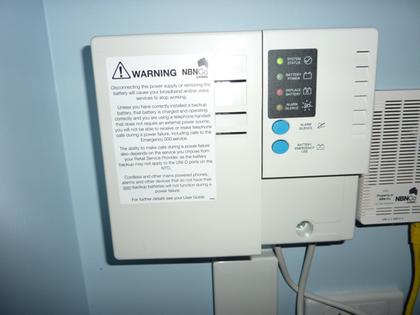 WARNING NBNCo
Disconnecting this power supply or removing the
battery will cause your broadband and/or voice
services to stop working.
Unless you have correctly installed a backup
battery, that battery is charged and operating
correctly and you are using a telephone handset
that does not require an external power source,
you will not be able to receive or make telephone
calls during a power failure, including calls to the
Emergency 000 service.
The ability to make calls during a power failure
also depends on the service you choose from
your Retail Service Provider, as the battery
backup may not apply to the UNI-D ports on the
NTD.
Cordless and other mains powered phones,
alarms and other devices that do not have their
own backup batteries will not function during a
power failure.
For further details see your User Guide
SYSTEM
STATUS
BATTERY
POWER
REPLACE
BATTERY
ALARM
SILENCE
ALARM
SILENCE
BATTERY
EMERGENCY
USE
Property of
NBN Co
NBNCo